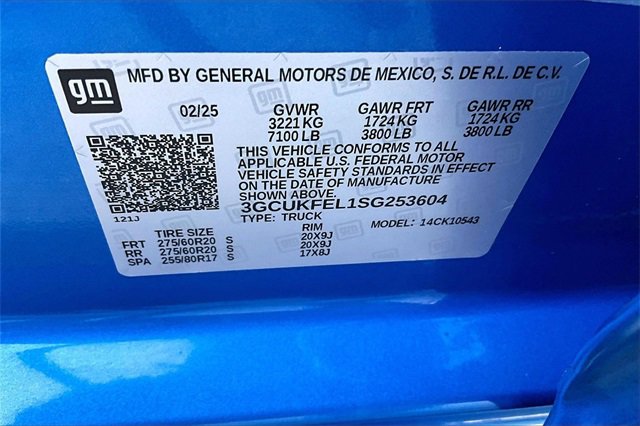 gm MFD BY GENERAL MOTORS DE MEXICO, S. DE R.L. DE C.V.
02/25 GVWR GAWR FRT GAWR RR
3221 KG 1724 KG 1724 KG
7100 LB 3800 LB 3800 LB
THIS VEHICLE CONFORMS TO ALL
APPLICABLE U.S. FEDERAL MOTOR
VEHICLE SAFETY STANDARDS IN EFFECT
ON THE DATE OF MANUFACTURE
SHOWN ABOVE.
3GCUKFEL1SG253604
121J TYPE: TRUCK MODEL: 14CK10543
TIRE SIZE RIM
FRT 275/60R20 S 20X9J
RR 275/60R20 S 20X9J
SPA 255/80R17 S 17X8J